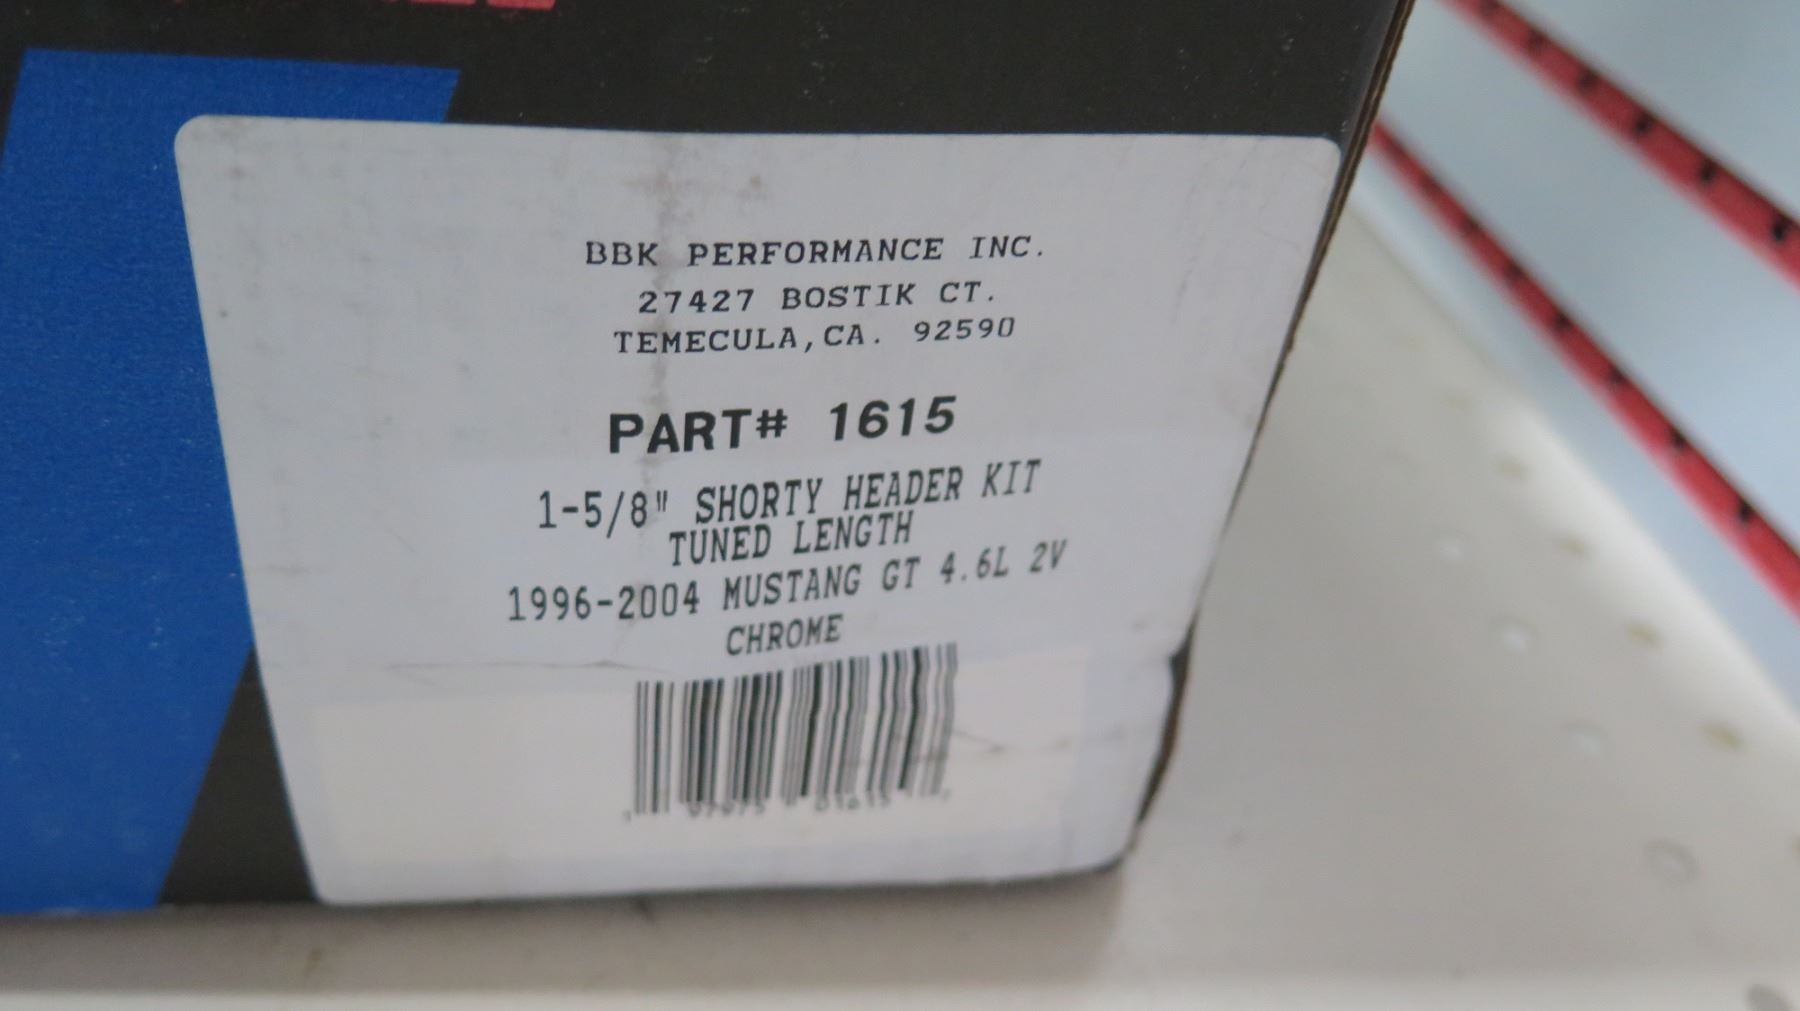 BBK PERFORMANCE INC.
27427 BOSTIK CT.
TEMECULA,CA. 92590
PART# 1615
1-5/8" SHORTY HEADER KIT
TUNED LENGTH
1996-2004 MUSTANG GT 4.6L 2V
CHROME